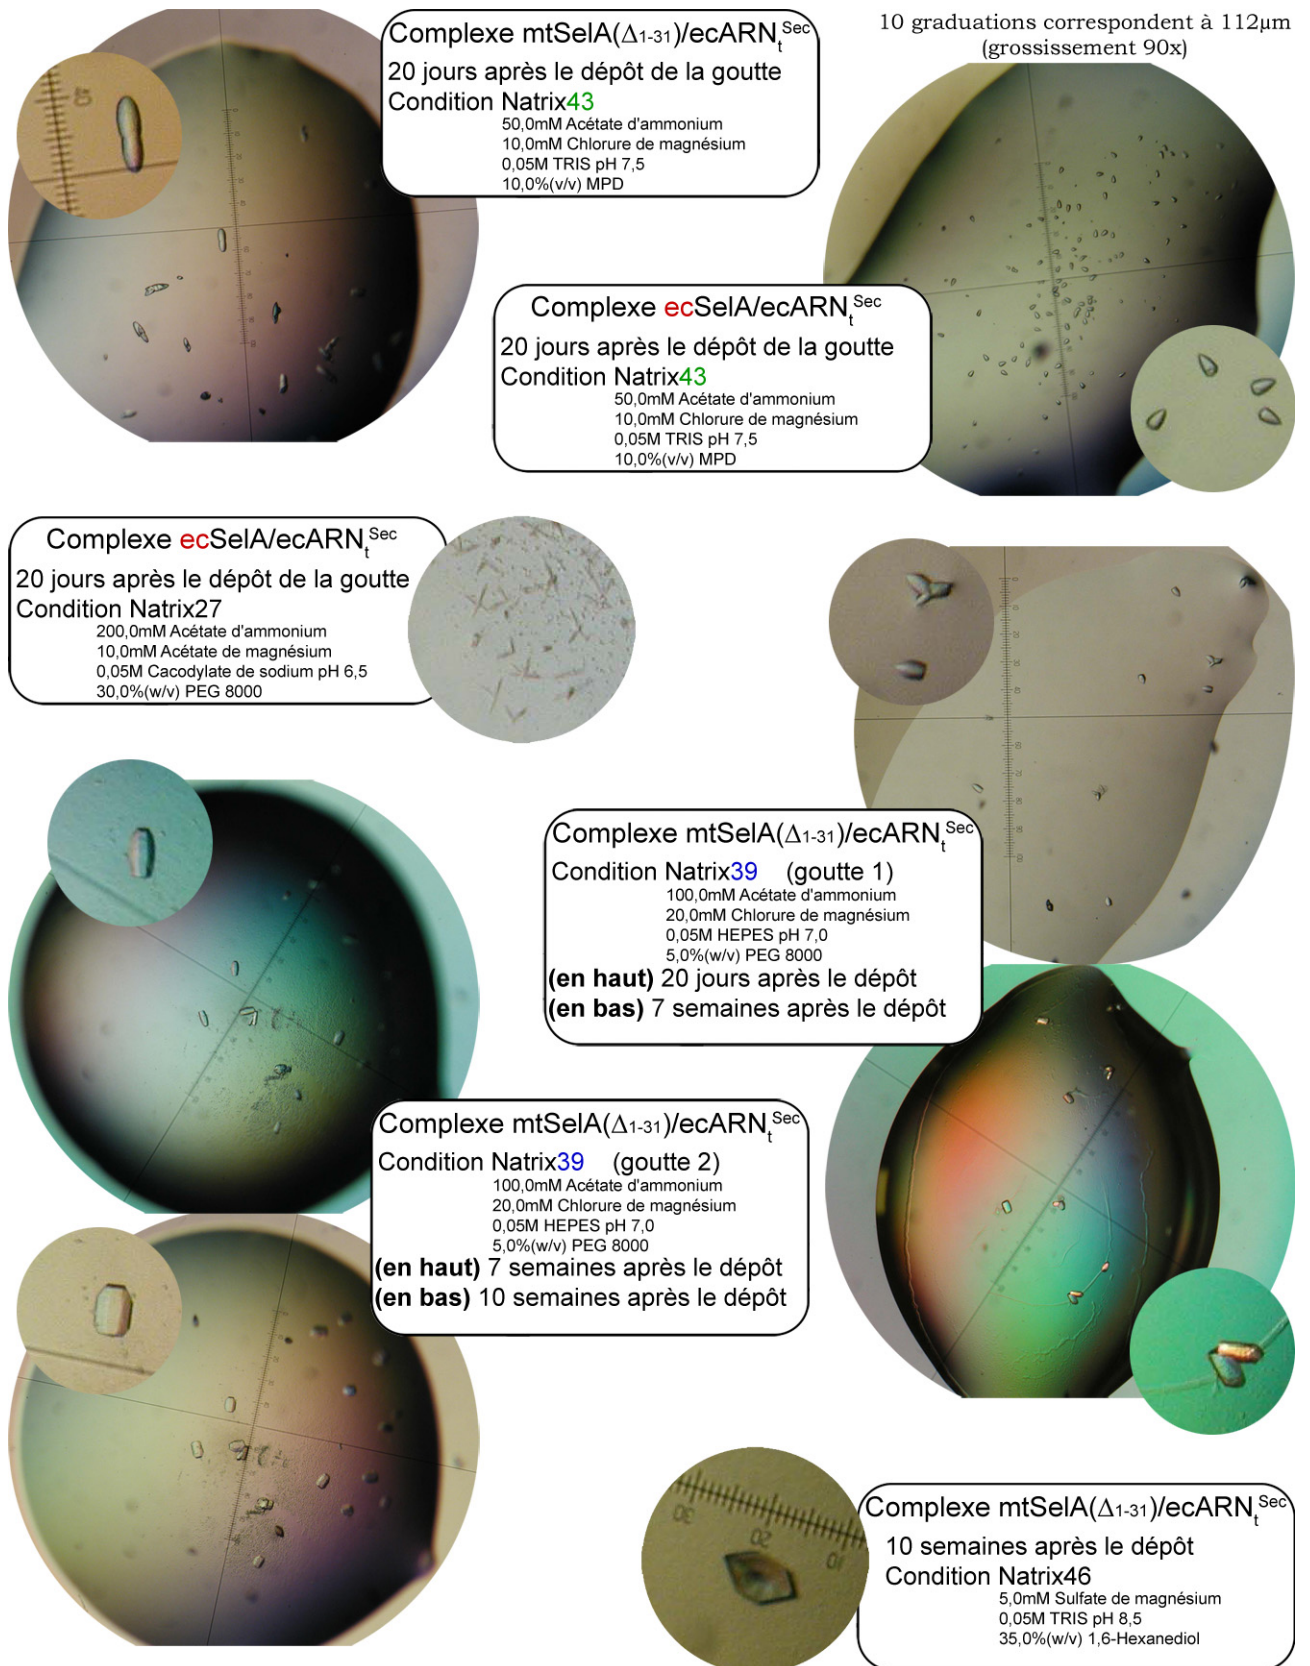 10 graduations correspondent à 112µm
(grossissement 90x)
Complexe mtSelA(Δ1-31)/ecARNtSec
20 jours après le dépôt de la goutte
Condition Natrix43
50,0mM Acétate d'ammonium
10,0mM Chlorure de magnésium
0,05M TRIS pH 7,5
10,0%(v/v) MPD
Complexe ecSelA/ecARNtSec
20 jours après le dépôt de la goutte
Condition Natrix43
50,0mM Acétate d'ammonium
10,0mM Chlorure de magnésium
0,05M TRIS pH 7,5
10,0%(v/v) MPD
Complexe ecSelA/ecARNtSec
20 jours après le dépôt de la goutte
Condition Natrix27
200,0mM Acétate d'ammonium
10,0mM Acétate de magnésium
0,05M Cacodylate de sodium pH 6,5
30,0%(w/v) PEG 8000
Complexe mtSelA(Δ1-31)/ecARNtSec
Condition Natrix39 (goutte 1)
100,0mM Acétate d'ammonium
20,0mM Chlorure de magnésium
0,05M HEPES pH 7,0
5,0%(w/v) PEG 8000
(en haut) 20 jours après le dépôt
(en bas) 7 semaines après le dépôt
Complexe mtSelA(Δ1-31)/ecARNtSec
Condition Natrix39 (goutte 2)
100,0mM Acétate d'ammonium
20,0mM Chlorure de magnésium
0,05M HEPES pH 7,0
5,0%(w/v) PEG 8000
(en haut) 7 semaines après le dépôt
(en bas) 10 semaines après le dépôt
30 20 10
Complexe mtSelA(Δ1-31)/ecARNtSec
10 semaines après le dépôt
Condition Natrix46
5,0mM Sulfate de magnésium
0,05M TRIS pH 8,5
35,0%(w/v) 1,6-Hexanediol